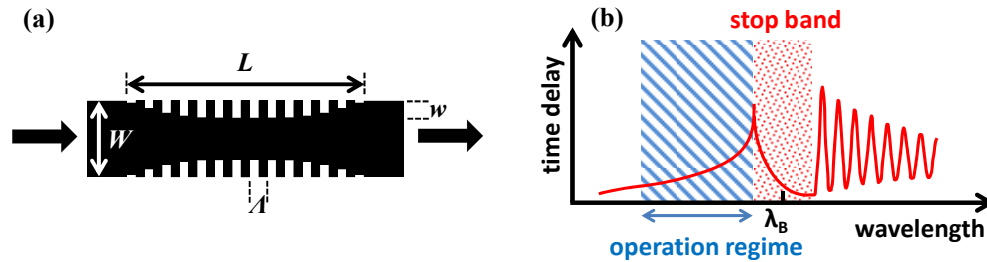 (a)
L
W
w
Λ
(b)
stop band
time delay
λB
wavelength
operation regime